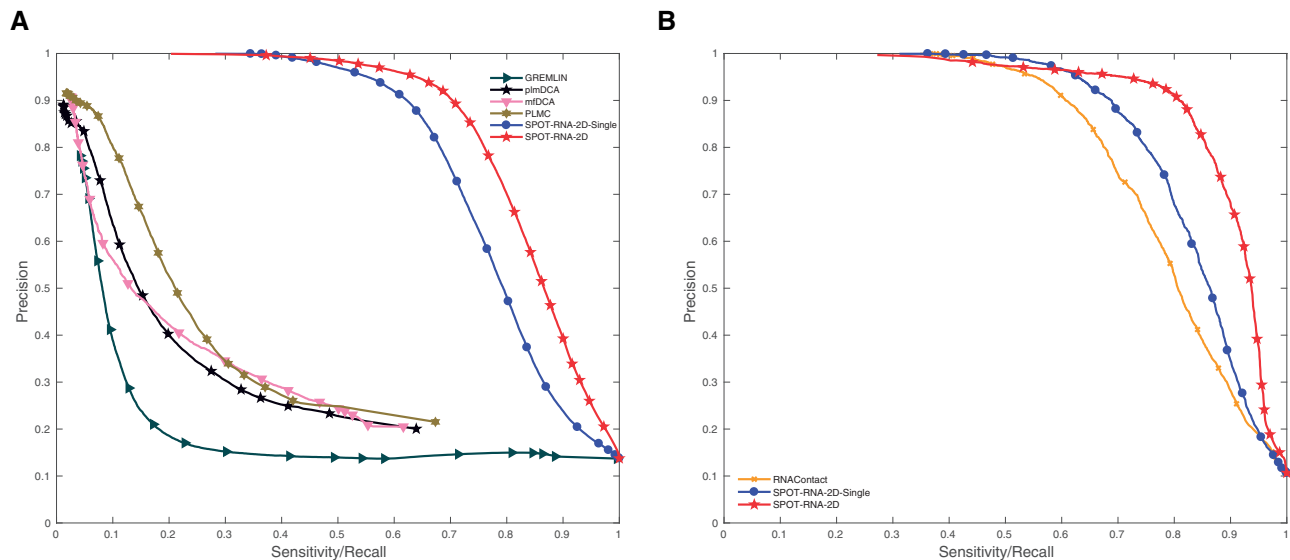 A
1
0.9
0.8
0.7
0.6
0.5
0.4
0.3
0.2
0.1
0
Precision
0 0.1 0.2 0.3 0.4 0.5 0.6 0.7 0.8 0.9 1
Sensitivity/Recall
GREMLIN
plmDCA
mfDCA
PLMC
SPOT-RNA-2D-Single
SPOT-RNA-2D
B
1
0.9
0.8
0.7
0.6
0.5
0.4
0.3
0.2
0.1
0
Precision
0 0.1 0.2 0.3 0.4 0.5 0.6 0.7 0.8 0.9 1
Sensitivity/Recall
RNAContact
SPOT-RNA-2D-Single
SPOT-RNA-2D